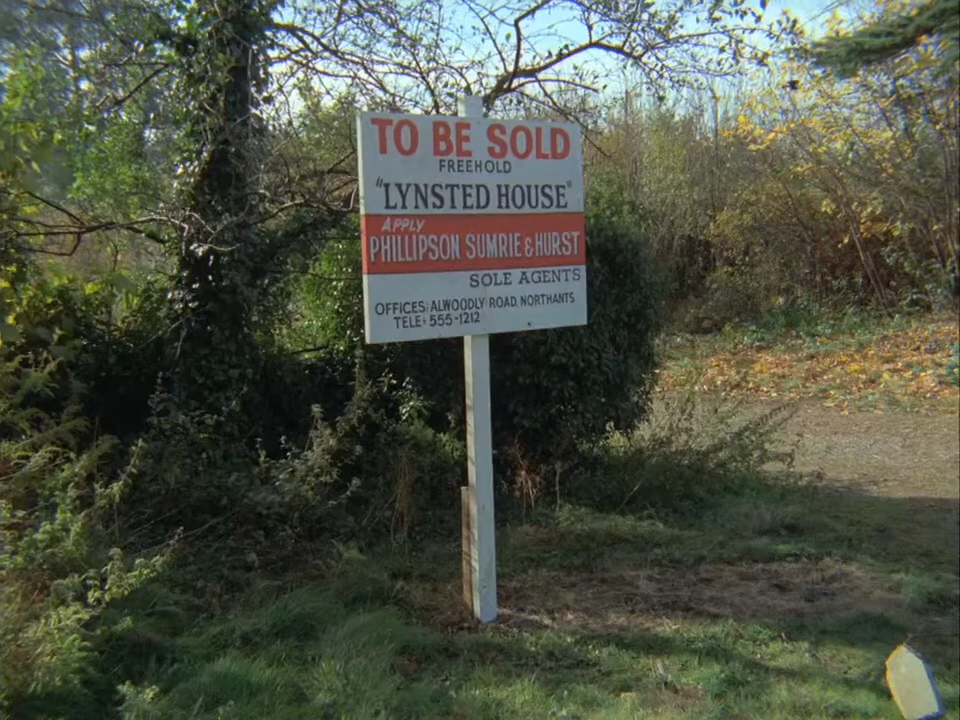 TO BE SOLD
FREEHOLD
"LYNSTED HOUSE"
APPLY
PHILLIPSON SUMRIE & HURST
SOLE AGENTS
OFFICES: ALWOODLY ROAD, NORTHANTS
TELE: 555-1212